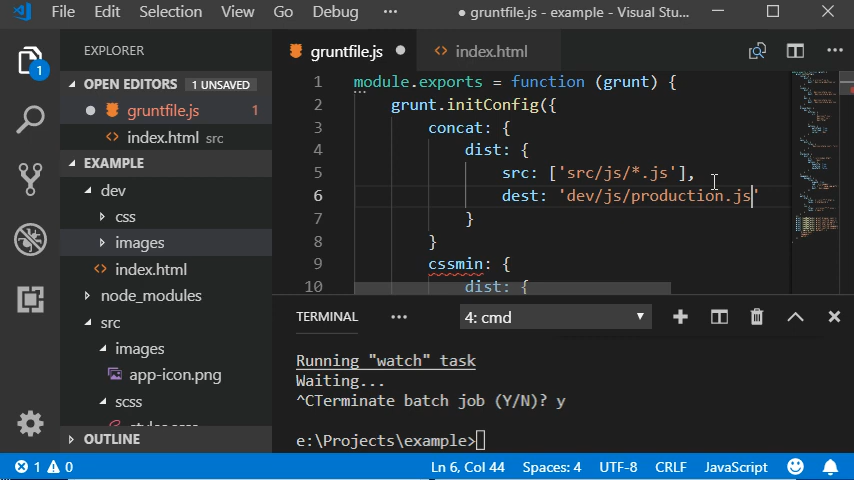 File Edit Selection View Go Debug ··· ● gruntfile.js - example - Visual Stu...
EXPLORER
gruntfile.js ●
<> index.html
OPEN EDITORS 1 UNSAVED
● gruntfile.js 1
<> index.html src
EXAMPLE
dev
css
images
<> index.html
node_modules
src
images
app-icon.png
scss
OUTLINE
1
1 module.exports = function (grunt) {
2 grunt.initConfig({
3 concat: {
4 dist: {
5 src: ['src/js/*.js'],
6 dest: 'dev/js/production.js'
7 }
8 }
9 cssmin: {
10 dist: {
TERMINAL ··· 4: cmd
Running "watch" task
Waiting...
^CTerminate batch job (Y/N)? y
e:\Projects\example>
1 0 Ln 6, Col 44 Spaces: 4 UTF-8 CRLF JavaScript